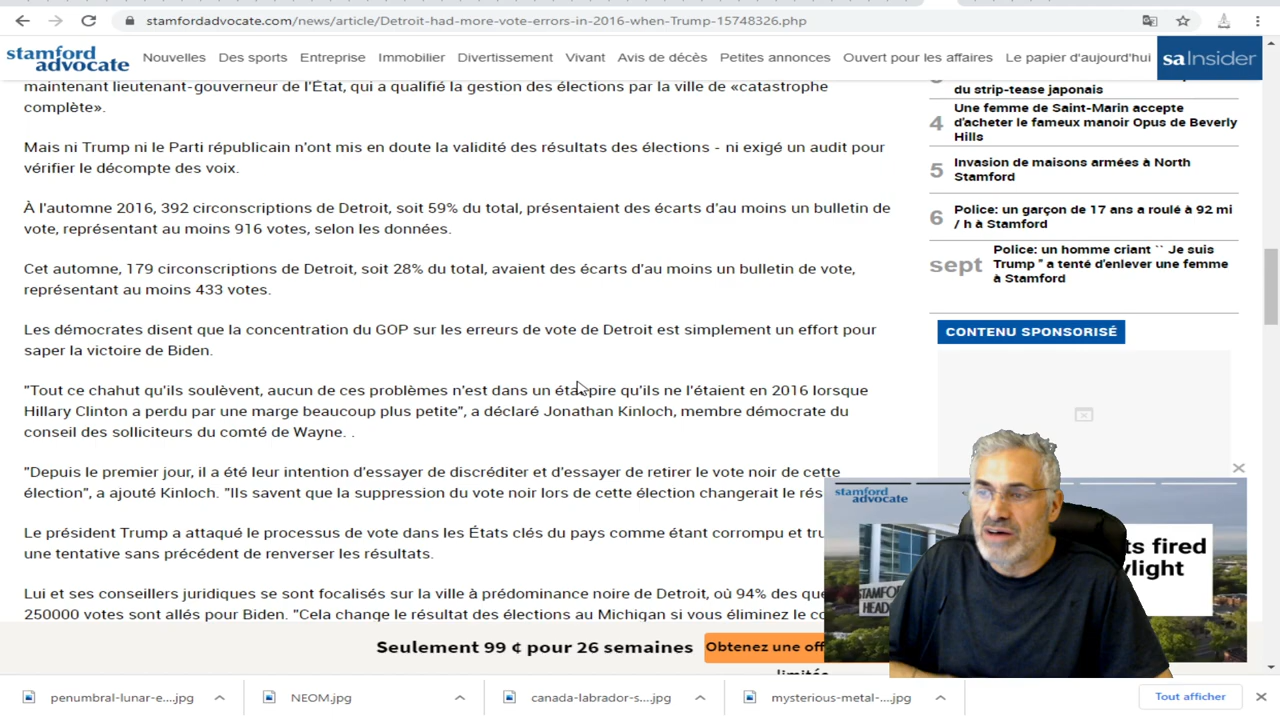 stamfordadvocate.com/news/article/Detroit-had-more-vote-errors-in-2016-when-Trump-15748326.php
stamford advocate
Nouvelles Des sports Entreprise Immobilier Divertissement Vivant Avis de décès Petites annonces Ouvert pour les affaires Le papier d'aujourd'hui
saInsider
maintenant lieutenant-gouverneur de l'État, qui a qualifié la gestion des élections par la ville de «catastrophe
complète».
Mais ni Trump ni le Parti républicain n'ont mis en doute la validité des résultats des élections - ni exigé un audit pour
vérifier le décompte des voix.
À l'automne 2016, 392 circonscriptions de Detroit, soit 59% du total, présentaient des écarts d'au moins un bulletin de
vote, représentant au moins 916 votes, selon les données.
Cet automne, 179 circonscriptions de Detroit, soit 28% du total, avaient des écarts d'au moins un bulletin de vote,
représentant au moins 433 votes.
Les démocrates disent que la concentration du GOP sur les erreurs de vote de Detroit est simplement un effort pour
saper la victoire de Biden.
"Tout ce chahut qu'ils soulèvent, aucun de ces problèmes n'est dans un état pire qu'ils ne l'étaient en 2016 lorsque
Hillary Clinton a perdu par une marge beaucoup plus petite", a déclaré Jonathan Kinloch, membre démocrate du
conseil des solliciteurs du comté de Wayne. .
"Depuis le premier jour, il a été leur intention d'essayer de discréditer et d'essayer de retirer le vote noir de cette
élection", a ajouté Kinloch. "Ils savent que la suppression du vote noir lors de cette élection changerait le rés
Le président Trump a attaqué le processus de vote dans les États clés du pays comme étant corrompu et tru
une tentative sans précédent de renverser les résultats.
Lui et ses conseillers juridiques se sont focalisés sur la ville à prédominance noire de Detroit, où 94% des que
250000 votes sont allés pour Biden. "Cela change le résultat des élections au Michigan si vous éliminez le co
du strip-tease japonais
4 Une femme de Saint-Marin accepte
d'acheter le fameux manoir Opus de Beverly
Hills
5 Invasion de maisons armées à North
Stamford
6 Police: un garçon de 17 ans a roulé à 92 mi
/ h à Stamford
sept Police: un homme criant `` Je suis
Trump '' a tenté d'enlever une femme
à Stamford
CONTENU SPONSORISÉ
stamford
advocate
STAMFO
HEAD
ts fired
ylight
Seulement 99 ¢ pour 26 semaines
Obtenez une off
limitée
penumbral-lunar-e....jpg
NEOM.jpg
canada-labrador-s....jpg
mysterious-metal-....jpg
Tout afficher